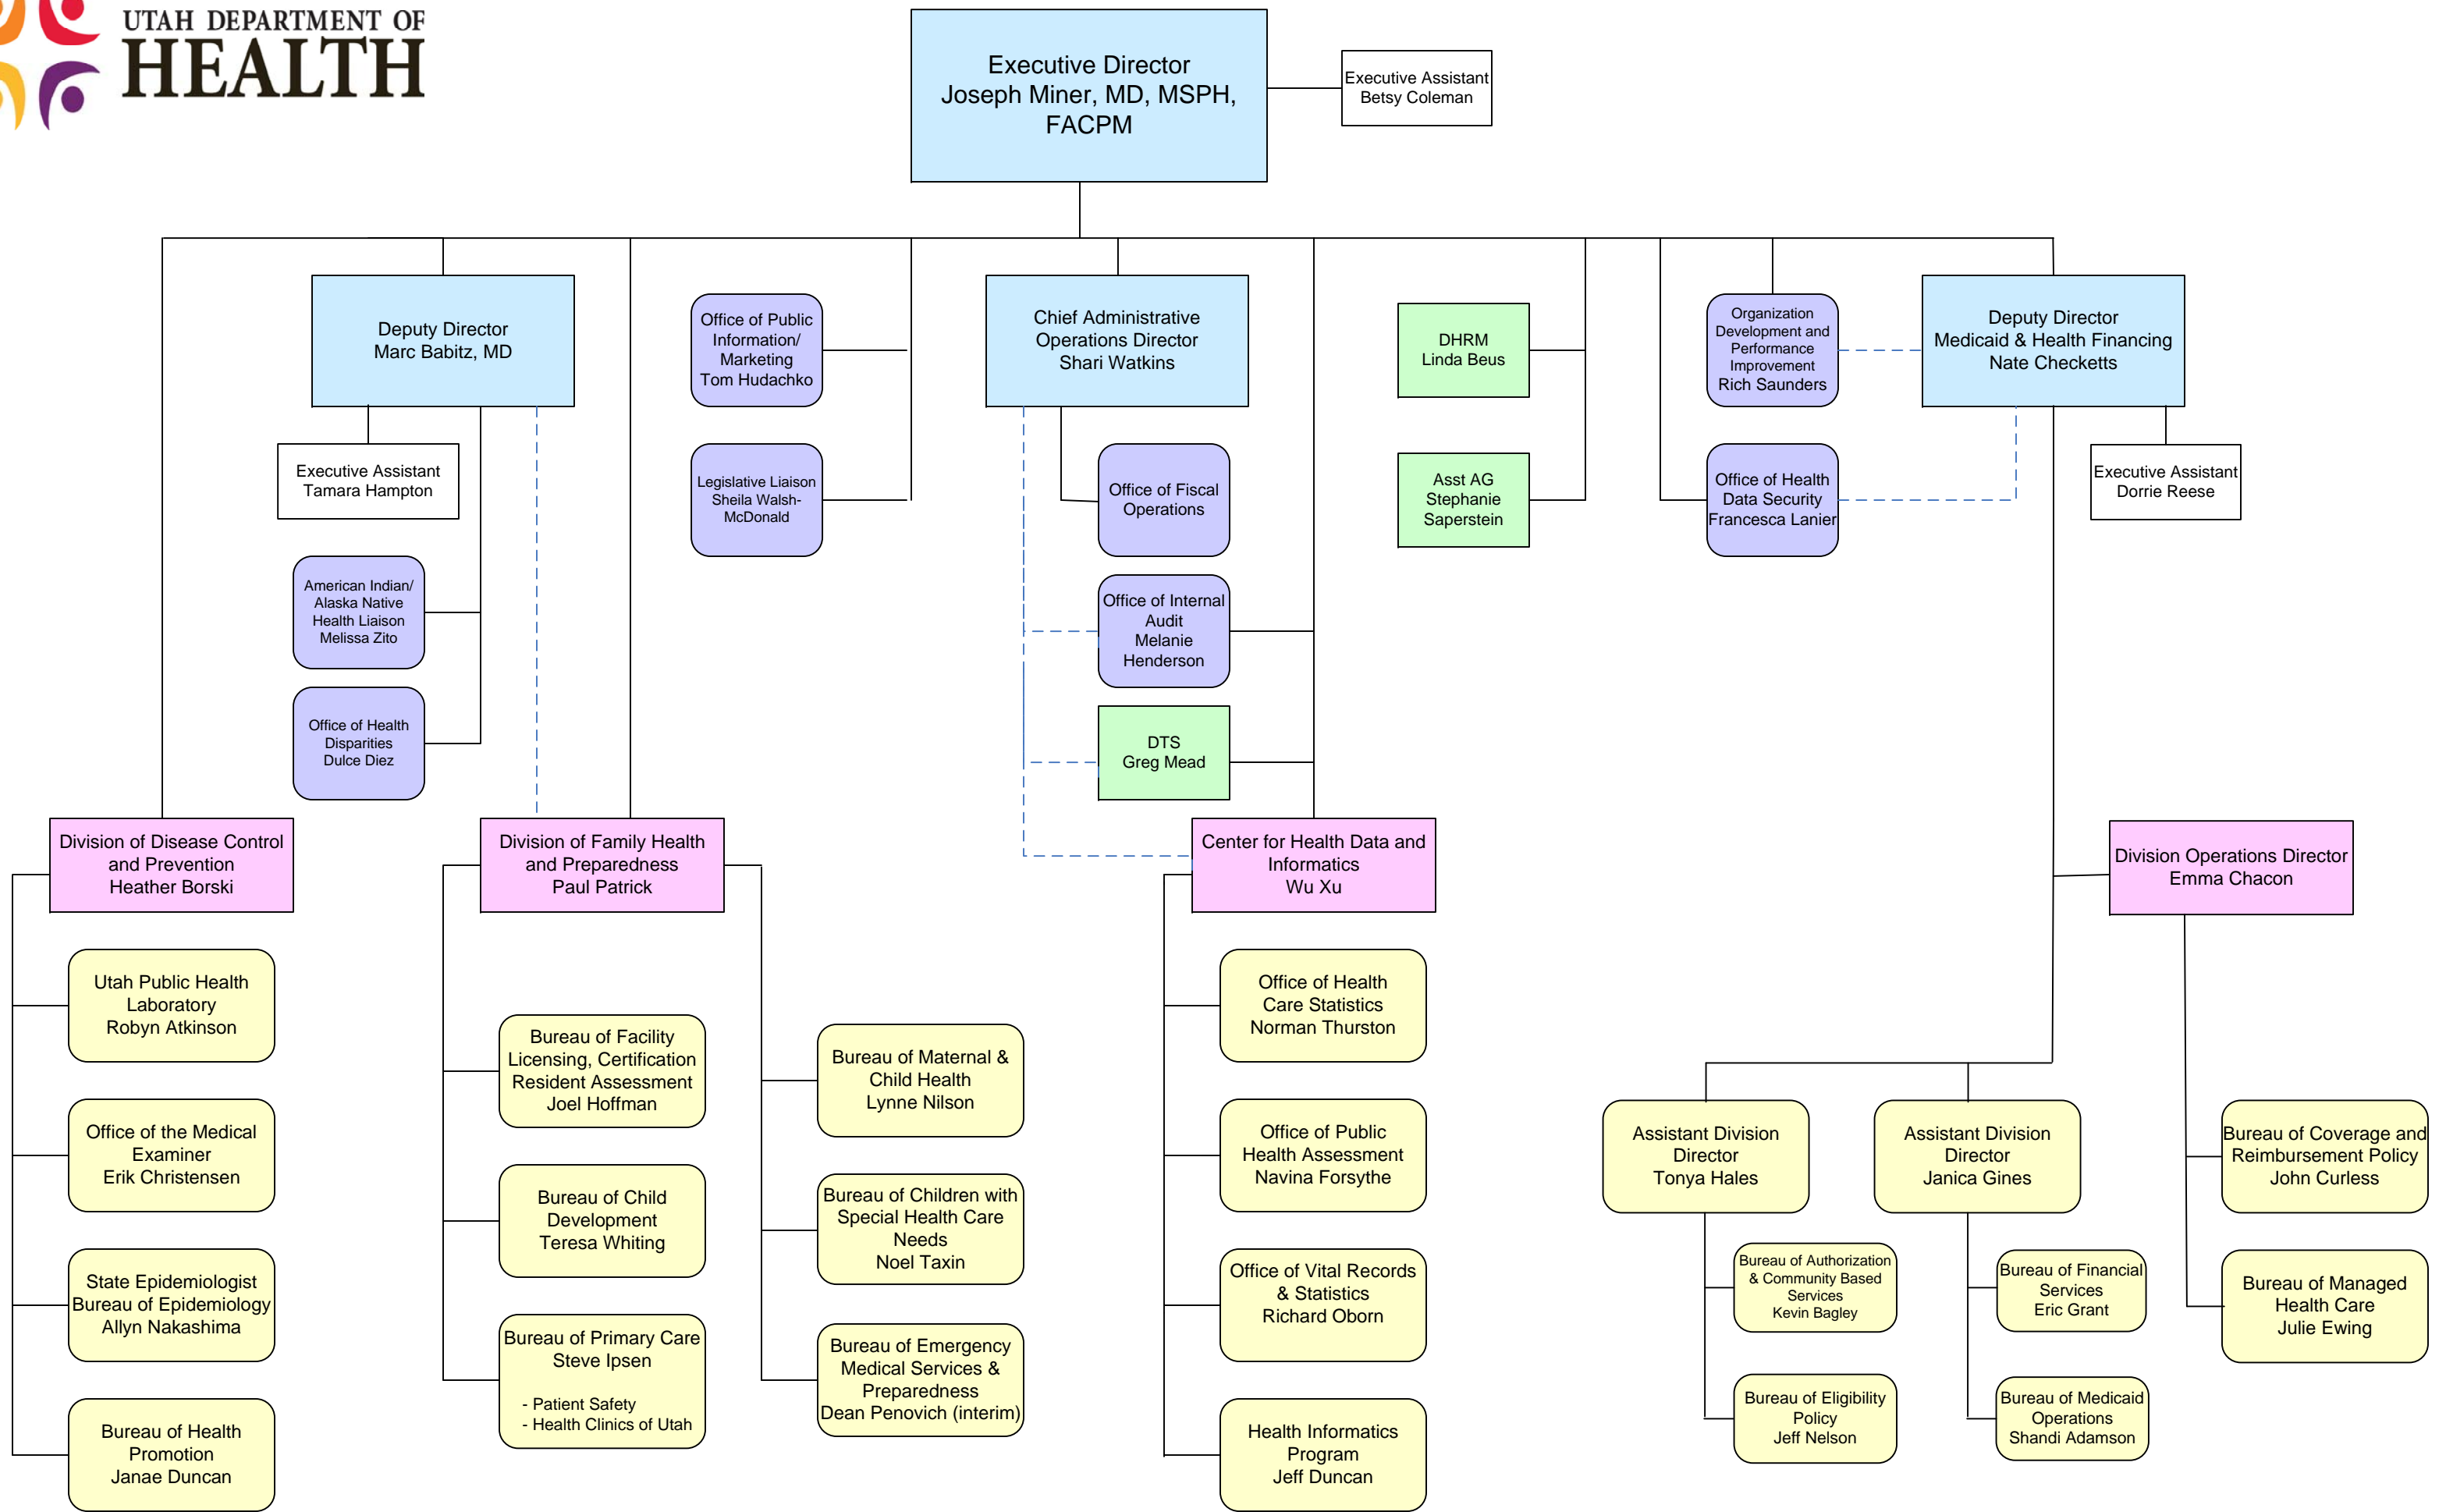 UTAH DEPARTMENT OF
HEALTH
Executive Director
Joseph Miner, MD, MSPH,
FACPM
Executive Assistant
Betsy Coleman
Deputy Director
Marc Babitz, MD
Office of Public
Information/
Marketing
Tom Hudachko
Chief Administrative
Operations Director
Shari Watkins
DHRM
Linda Beus
Organization
Development and
Performance
Improvement
Rich Saunders
Deputy Director
Medicaid & Health Financing
Nate Checketts
Executive Assistant
Tamara Hampton
Legislative Liaison
Sheila Walsh-
McDonald
Office of Fiscal
Operations
Asst AG
Stephanie
Saperstein
Office of Health
Data Security
Francesca Lanier
Executive Assistant
Dorrie Reese
American Indian/
Alaska Native
Health Liaison
Melissa Zito
Office of Internal
Audit
Melanie
Henderson
Office of Health
Disparities
Dulce Diez
DTS
Greg Mead
Division of Disease Control
and Prevention
Heather Borski
Division of Family Health
and Preparedness
Paul Patrick
Center for Health Data and
Informatics
Wu Xu
Division Operations Director
Emma Chacon
Utah Public Health
Laboratory
Robyn Atkinson
Office of the Medical
Examiner
Erik Christensen
State Epidemiologist
Bureau of Epidemiology
Allyn Nakashima
Bureau of Health
Promotion
Janae Duncan
Bureau of Facility
Licensing, Certification
Resident Assessment
Joel Hoffman
Bureau of Child
Development
Teresa Whiting
Bureau of Primary Care
Steve Ipsen
- Patient Safety
- Health Clinics of Utah
Bureau of Maternal &
Child Health
Lynne Nilson
Bureau of Children with
Special Health Care
Needs
Noel Taxin
Bureau of Emergency
Medical Services &
Preparedness
Dean Penovich (interim)
Office of Health
Care Statistics
Norman Thurston
Office of Public
Health Assessment
Navina Forsythe
Office of Vital Records
& Statistics
Richard Oborn
Health Informatics
Program
Jeff Duncan
Assistant Division
Director
Tonya Hales
Bureau of Authorization
& Community Based
Services
Kevin Bagley
Bureau of Eligibility
Policy
Jeff Nelson
Assistant Division
Director
Janica Gines
Bureau of Financial
Services
Eric Grant
Bureau of Medicaid
Operations
Shandi Adamson
Bureau of Coverage and
Reimbursement Policy
John Curless
Bureau of Managed
Health Care
Julie Ewing